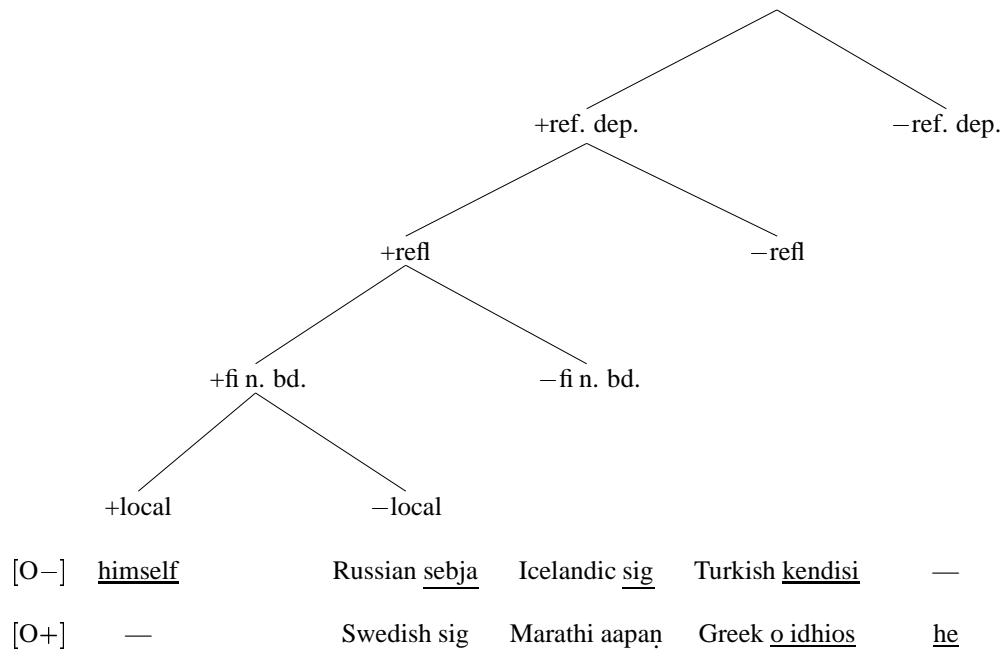 +ref. dep. −ref. dep.
+refl −refl
+fi n. bd. −fi n. bd.
+local −local
[O−] himself Russian sebja Icelandic sig Turkish kendisi —
[O+] — Swedish sig Marathi aapaṇ Greek o idhios he